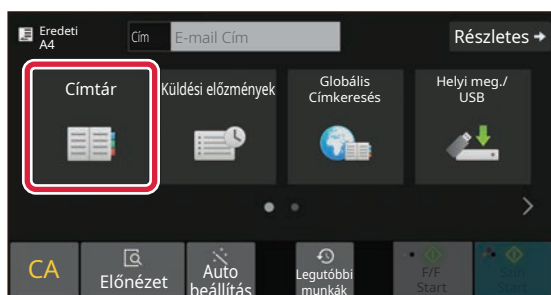 Eredeti
A4
Cím
E-mail Cím
Részletes
Címtár
Küldési előzmények
Globális
Címkeresés
Helyi meg./
USB
CA
Előnézet
Auto
beállítás
Legutóbbi
munkák
F/F
Start
Szín
Start